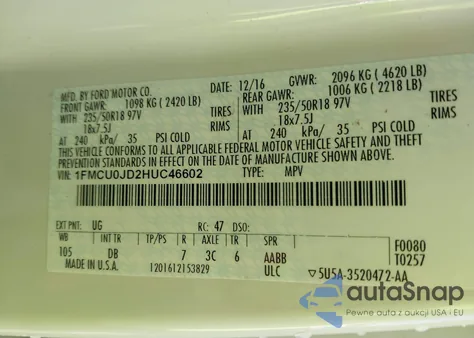 MFD. BY FORD MOTOR CO.
DATE: 12/16 GVWR: 2096 KG ( 4620 LB)
FRONT GAWR: 1098 KG ( 2420 LB) REAR GAWR: 1006 KG ( 2218 LB)
WITH 235/50R18 97V TIRES WITH 235/50R18 97V TIRES
18x7.5J RIMS 18x7.5J RIMS
AT 240 kPa/ 35 PSI COLD AT 240 kPa/ 35 PSI COLD
THIS VEHICLE CONFORMS TO ALL APPLICABLE FEDERAL MOTOR VEHICLE SAFETY AND
THEFT PREVENTION STANDARDS IN EFFECT ON THE DATE OF MANUFACTURE SHOWN ABOVE.
VIN: 1FMCU0JD2HUC46602 TYPE: MPV
EXT PNT: UG RC: 47 DSO: F0080
WB INT TR TP/PS R AXLE TR SPR T0257
105 DB 7 3C 6 AABB
MADE IN U.S.A. 1201612153829 ULC ▽5U5A-3520472-AA
autoSnap
Pewne auta z aukcji USA i EU